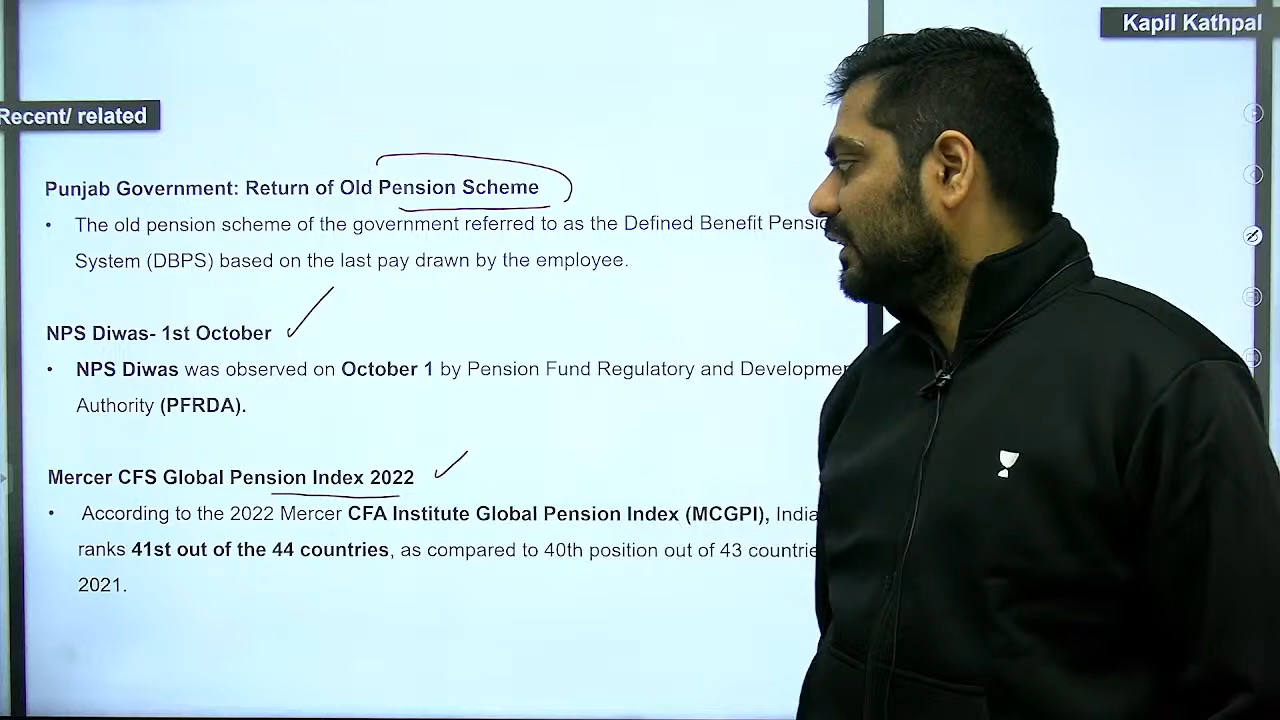 Kapil Kathpal
Recent/ related
Punjab Government: Return of Old Pension Scheme
• The old pension scheme of the government referred to as the Defined Benefit
System (DBPS) based on the last pay drawn by the employee.
NPS Diwas- 1st October
• NPS Diwas was observed on October 1 by Pension Fund Regulatory and
Authority (PFRDA).
Mercer CFS Global Pension Index 2022
• According to the 2022 Mercer CFA Institute Global Pension Index (MCGPI), India
ranks 41st out of the 44 countries, as compared to 40th position out of 43
2021.